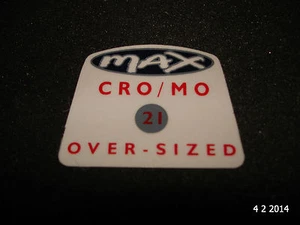 max
CRO/MO
21
OVER-SIZED
4 2 2014